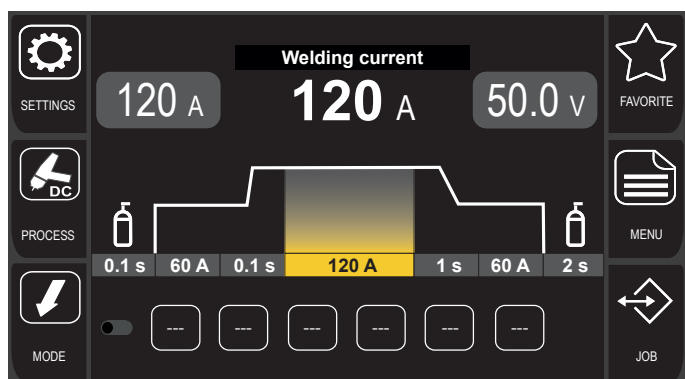 Welding current
SETTINGS
120 A
120 A
50.0 V
FAVORITE
DC
PROCESS
MENU
0.1 s 60 A 0.1 s 120 A 1 s 60 A 2 s
--- --- --- --- --- ---
MODE
JOB